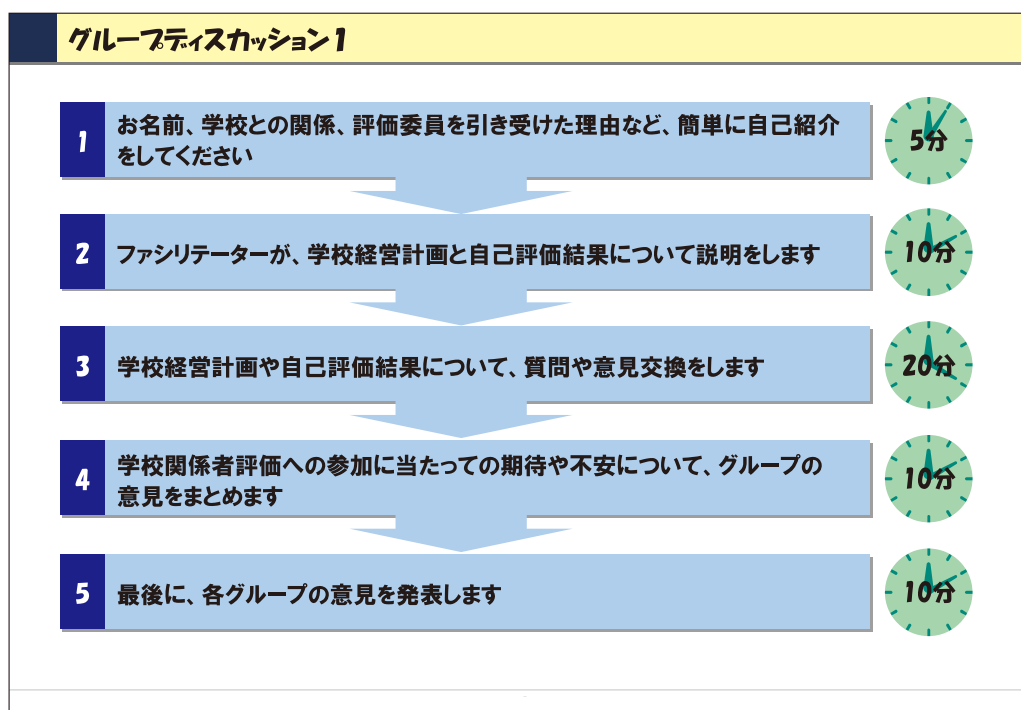 グループディスカッション1
1
お名前、学校との関係、評価委員を引き受けた理由など、簡単に自己紹介
をしてください
5分
2
ファシリテーターが、学校経営計画と自己評価結果について説明をします
10分
3
学校経営計画や自己評価結果について、質問や意見交換をします
20分
4
学校関係者評価への参加に当たっての期待や不安について、グループの
意見をまとめます
10分
5
最後に、各グループの意見を発表します
10分